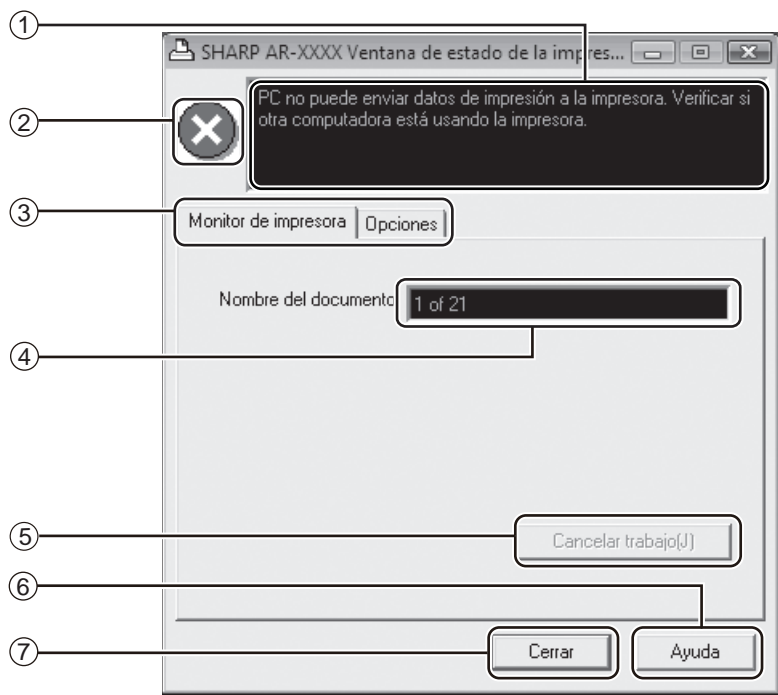 ①
SHARP AR-XXXX Ventana de estado de la impres...
②
PC no puede enviar datos de impresión a la impresora. Verificar si
otra computadora está usando la impresora.
③
Monitor de impresora Opciones
Nombre del documento 1 of 21
④
⑤
Cancelar trabajo(J)
⑥
⑦
Cerrar Ayuda